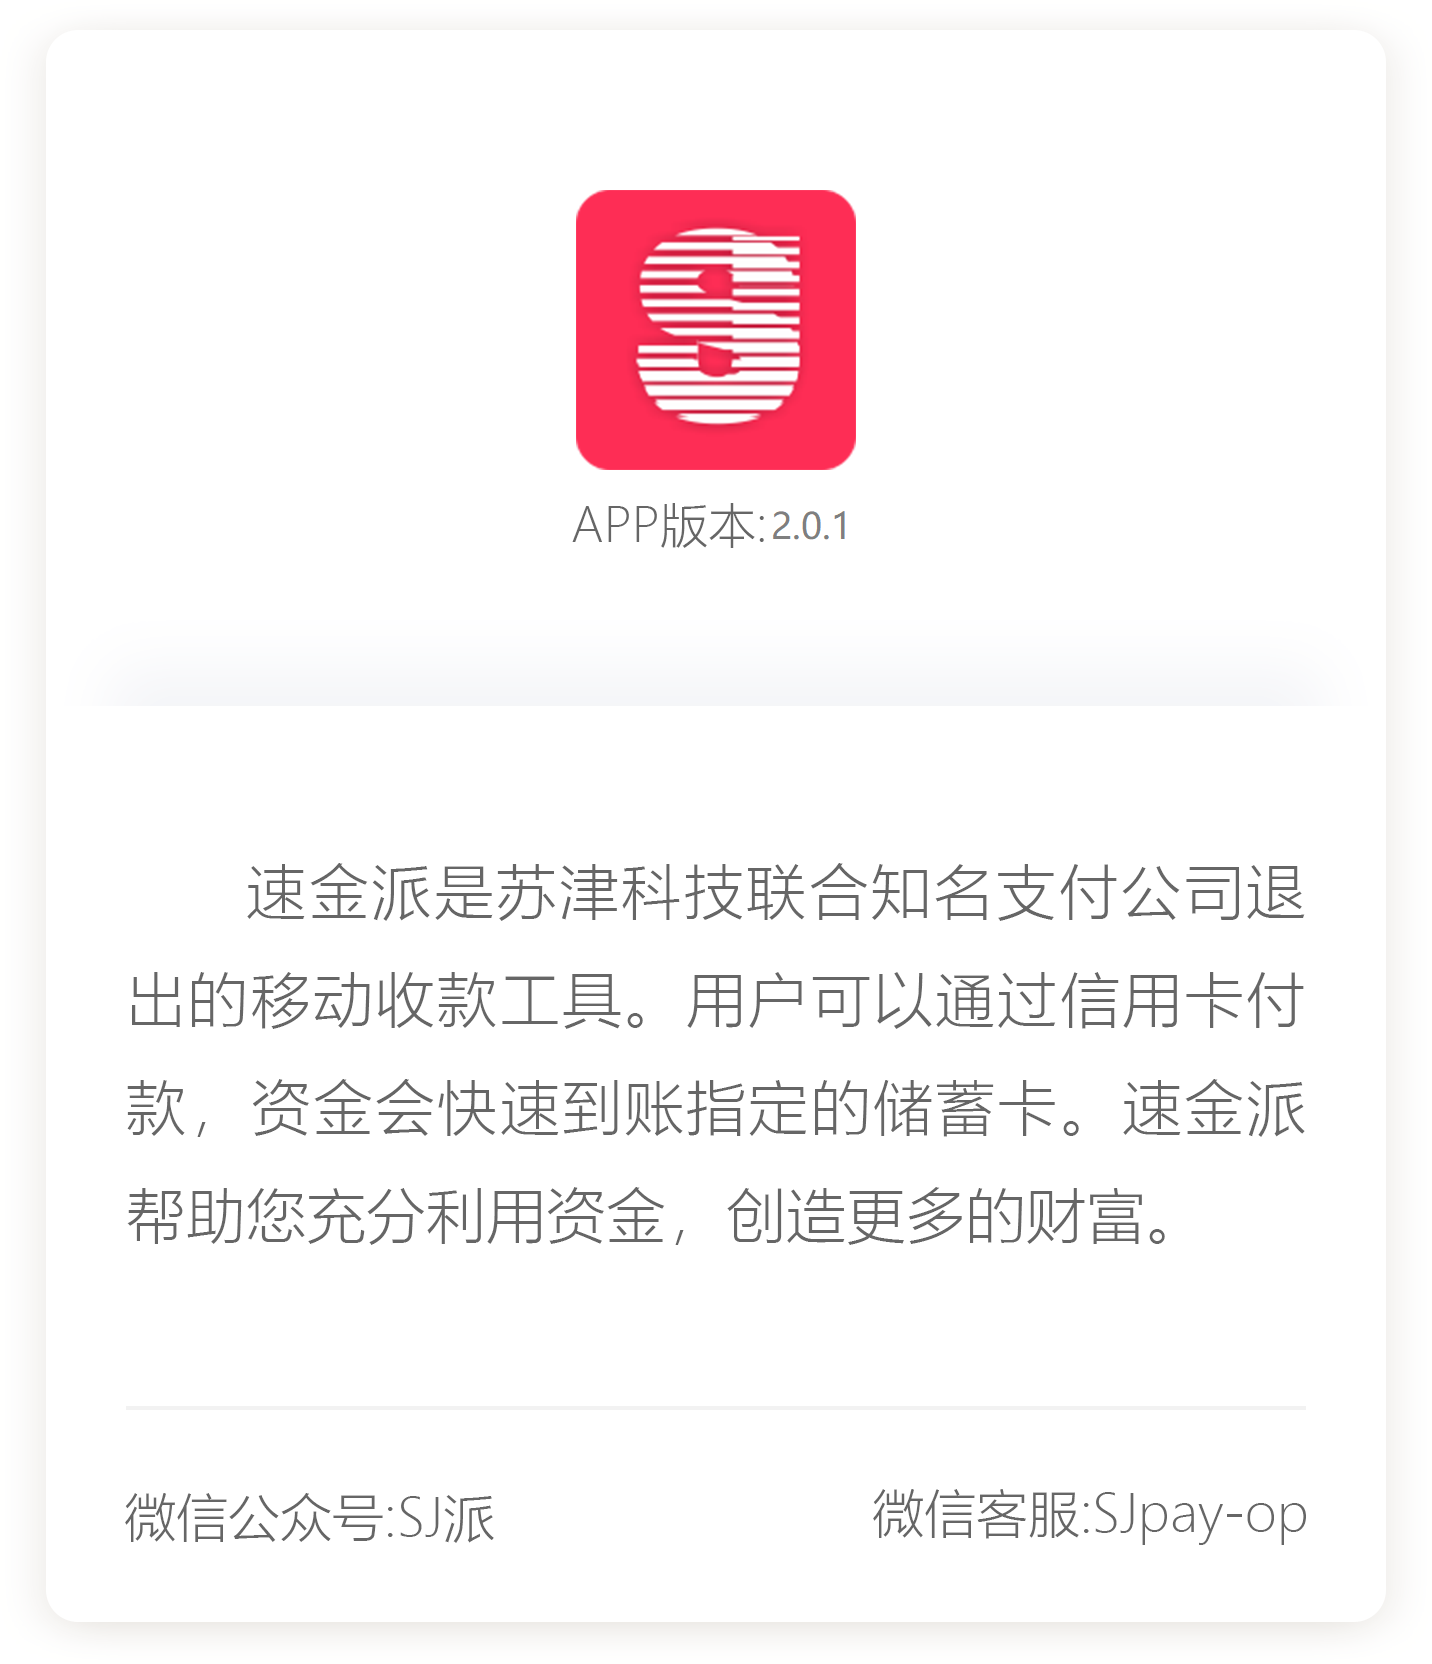 APP版本:2.0.1
速金派是苏津科技联合知名支付公司退
出的移动收款工具。用户可以通过信用卡付
款，资金会快速到账指定的储蓄卡。速金派
帮助您充分利用资金，创造更多的财富。
微信公众号:SJ派
微信客服:SJpay-op